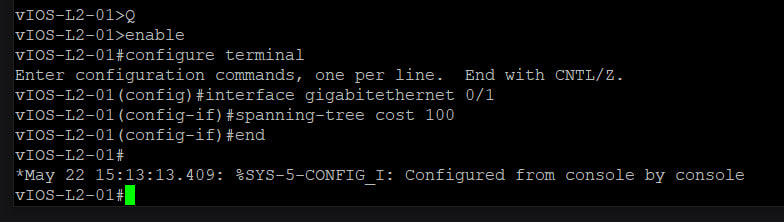 vIOS-L2-01>Q
vIOS-L2-01>enable
vIOS-L2-01#configure terminal
Enter configuration commands, one per line.  End with CNTL/Z.
vIOS-L2-01(config)#interface gigabitethernet 0/1
vIOS-L2-01(config-if)#spanning-tree cost 100
vIOS-L2-01(config-if)#end
vIOS-L2-01#
*May 22 15:13:13.409: %SYS-5-CONFIG_I: Configured from console by console
vIOS-L2-01#